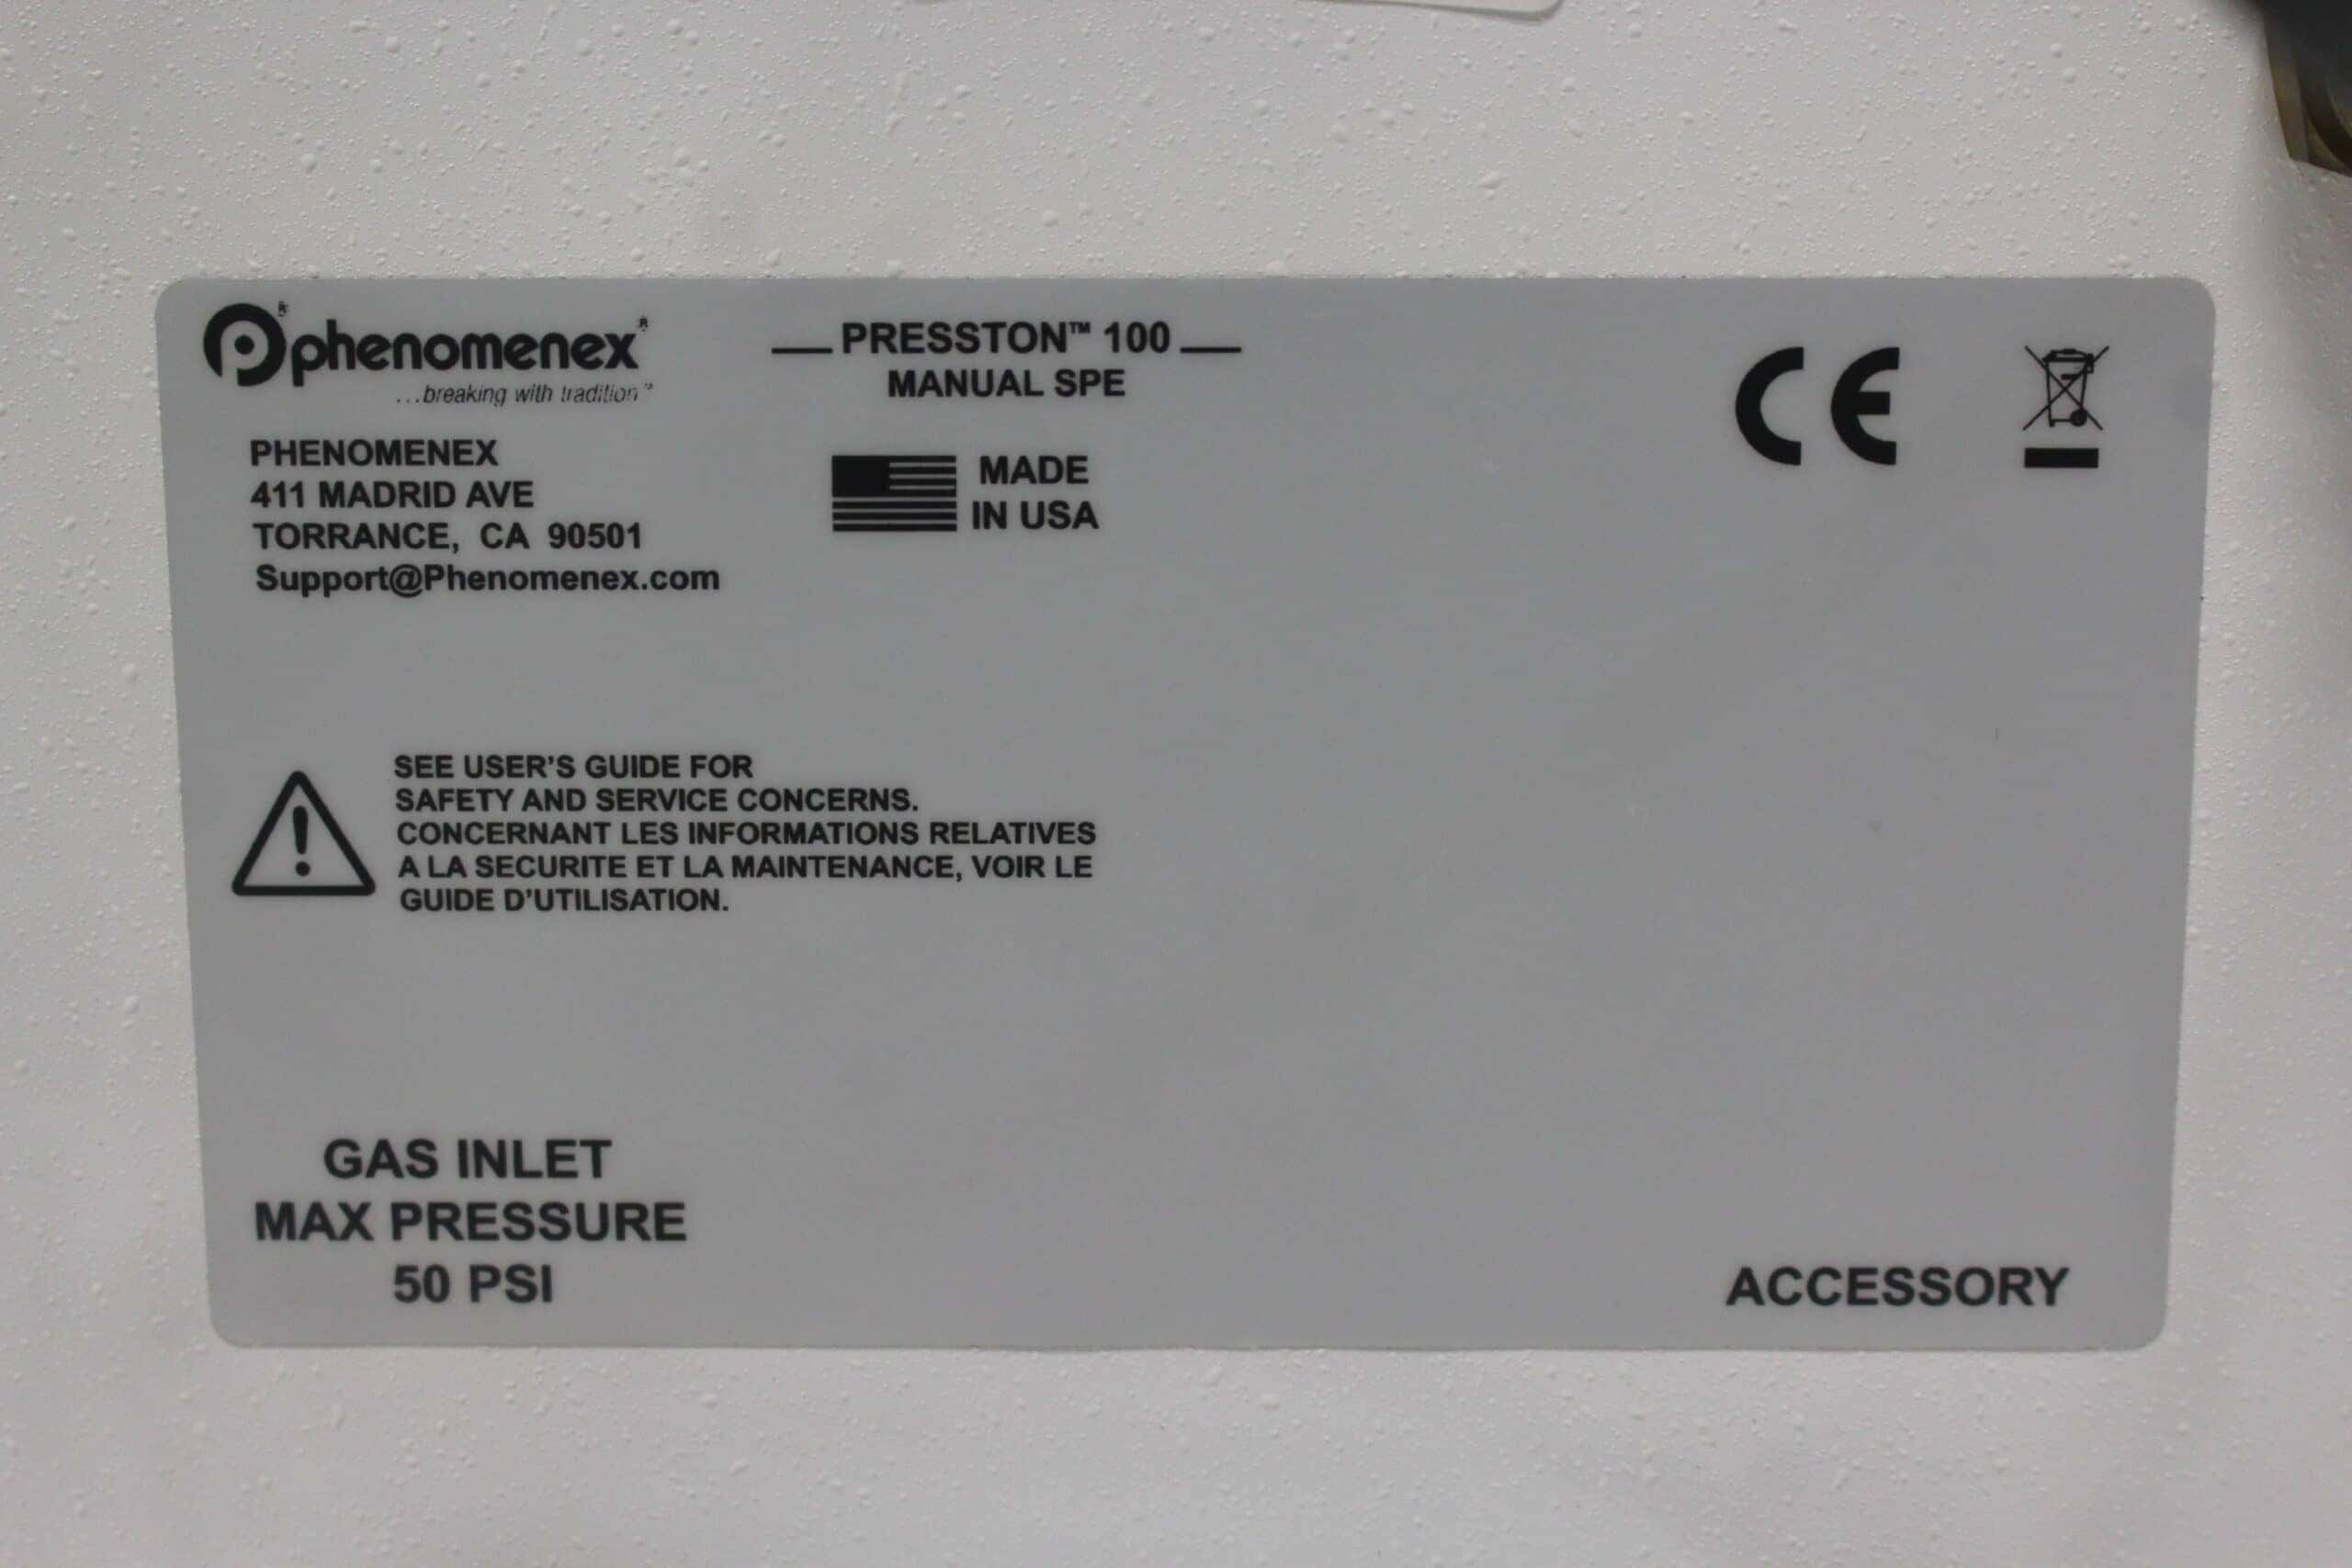 phenomenex®
...breaking with tradition™
PHENOMENEX
411 MADRID AVE
TORRANCE, CA 90501
Support@Phenomenex.com
PRESSTON™ 100
MANUAL SPE
MADE
IN USA
CE
SEE USER'S GUIDE FOR
SAFETY AND SERVICE CONCERNS.
CONCERNANT LES INFORMATIONS RELATIVES
A LA SECURITE ET LA MAINTENANCE, VOIR LE
GUIDE D'UTILISATION.
GAS INLET
MAX PRESSURE
50 PSI
ACCESSORY